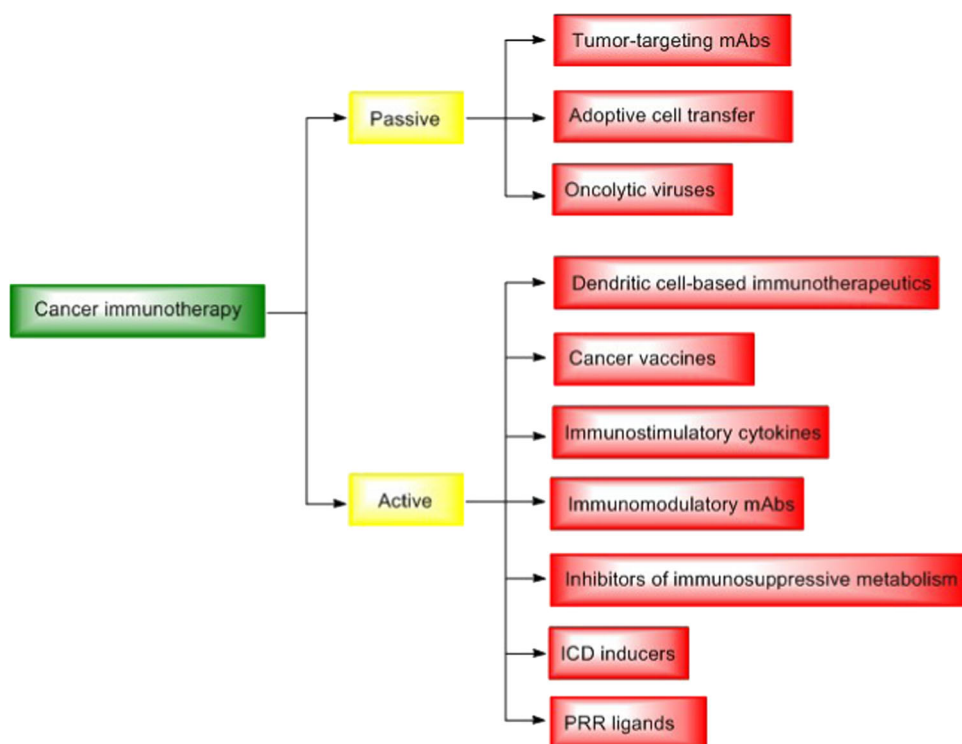 Tumor-targeting mAbs
Passive
Adoptive cell transfer
Oncolytic viruses
Cancer immunotherapy
Dendritic cell-based immunotherapeutics
Cancer vaccines
Immunostimulatory cytokines
Active
Immunomodulatory mAbs
Inhibitors of immunosuppressive metabolism
ICD inducers
PRR ligands